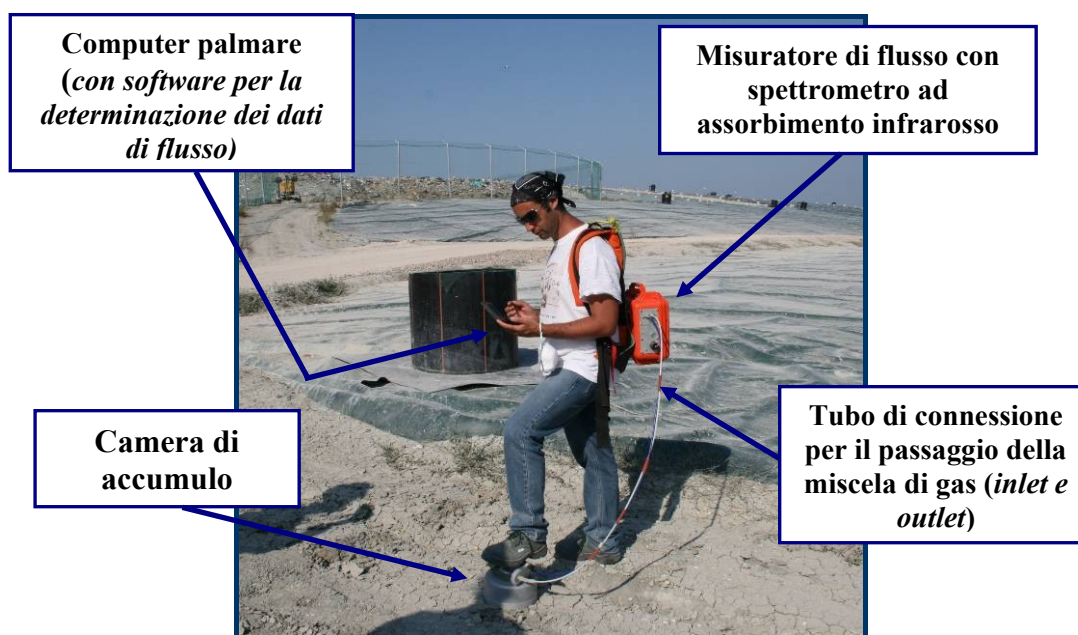 Computer palmare
(con software per la
determinazione dei dati
di flusso)
Misuratore di flusso con
spettrometro ad
assorbimento infrarosso
Camera di
accumulo
Tubo di connessione
per il passaggio della
miscela di gas (inlet e
outlet)